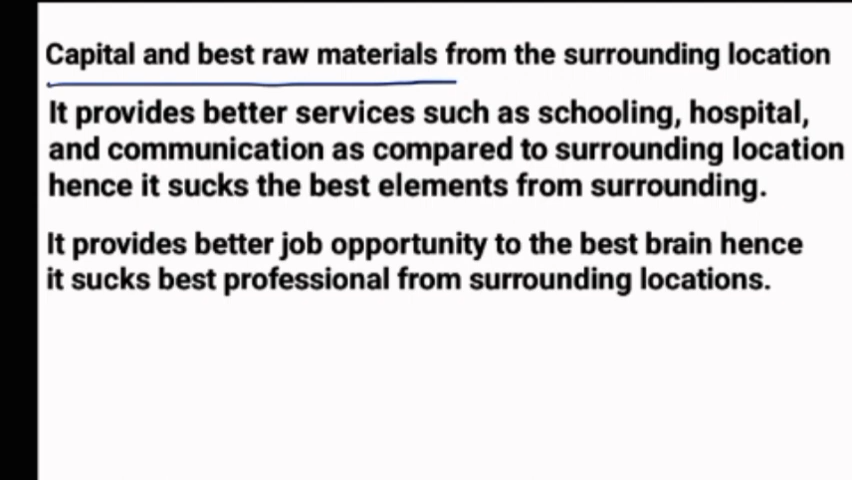 Capital and best raw materials from the surrounding location
It provides better services such as schooling, hospital,
and communication as compared to surrounding location
hence it sucks the best elements from surrounding.
It provides better job opportunity to the best brain hence
it sucks best professional from surrounding locations.